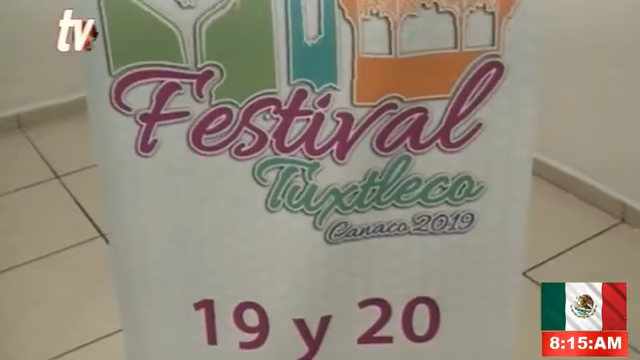 tv
Festival
Tuxtleco
Canaco 2019
19 y 20
8:15:AM